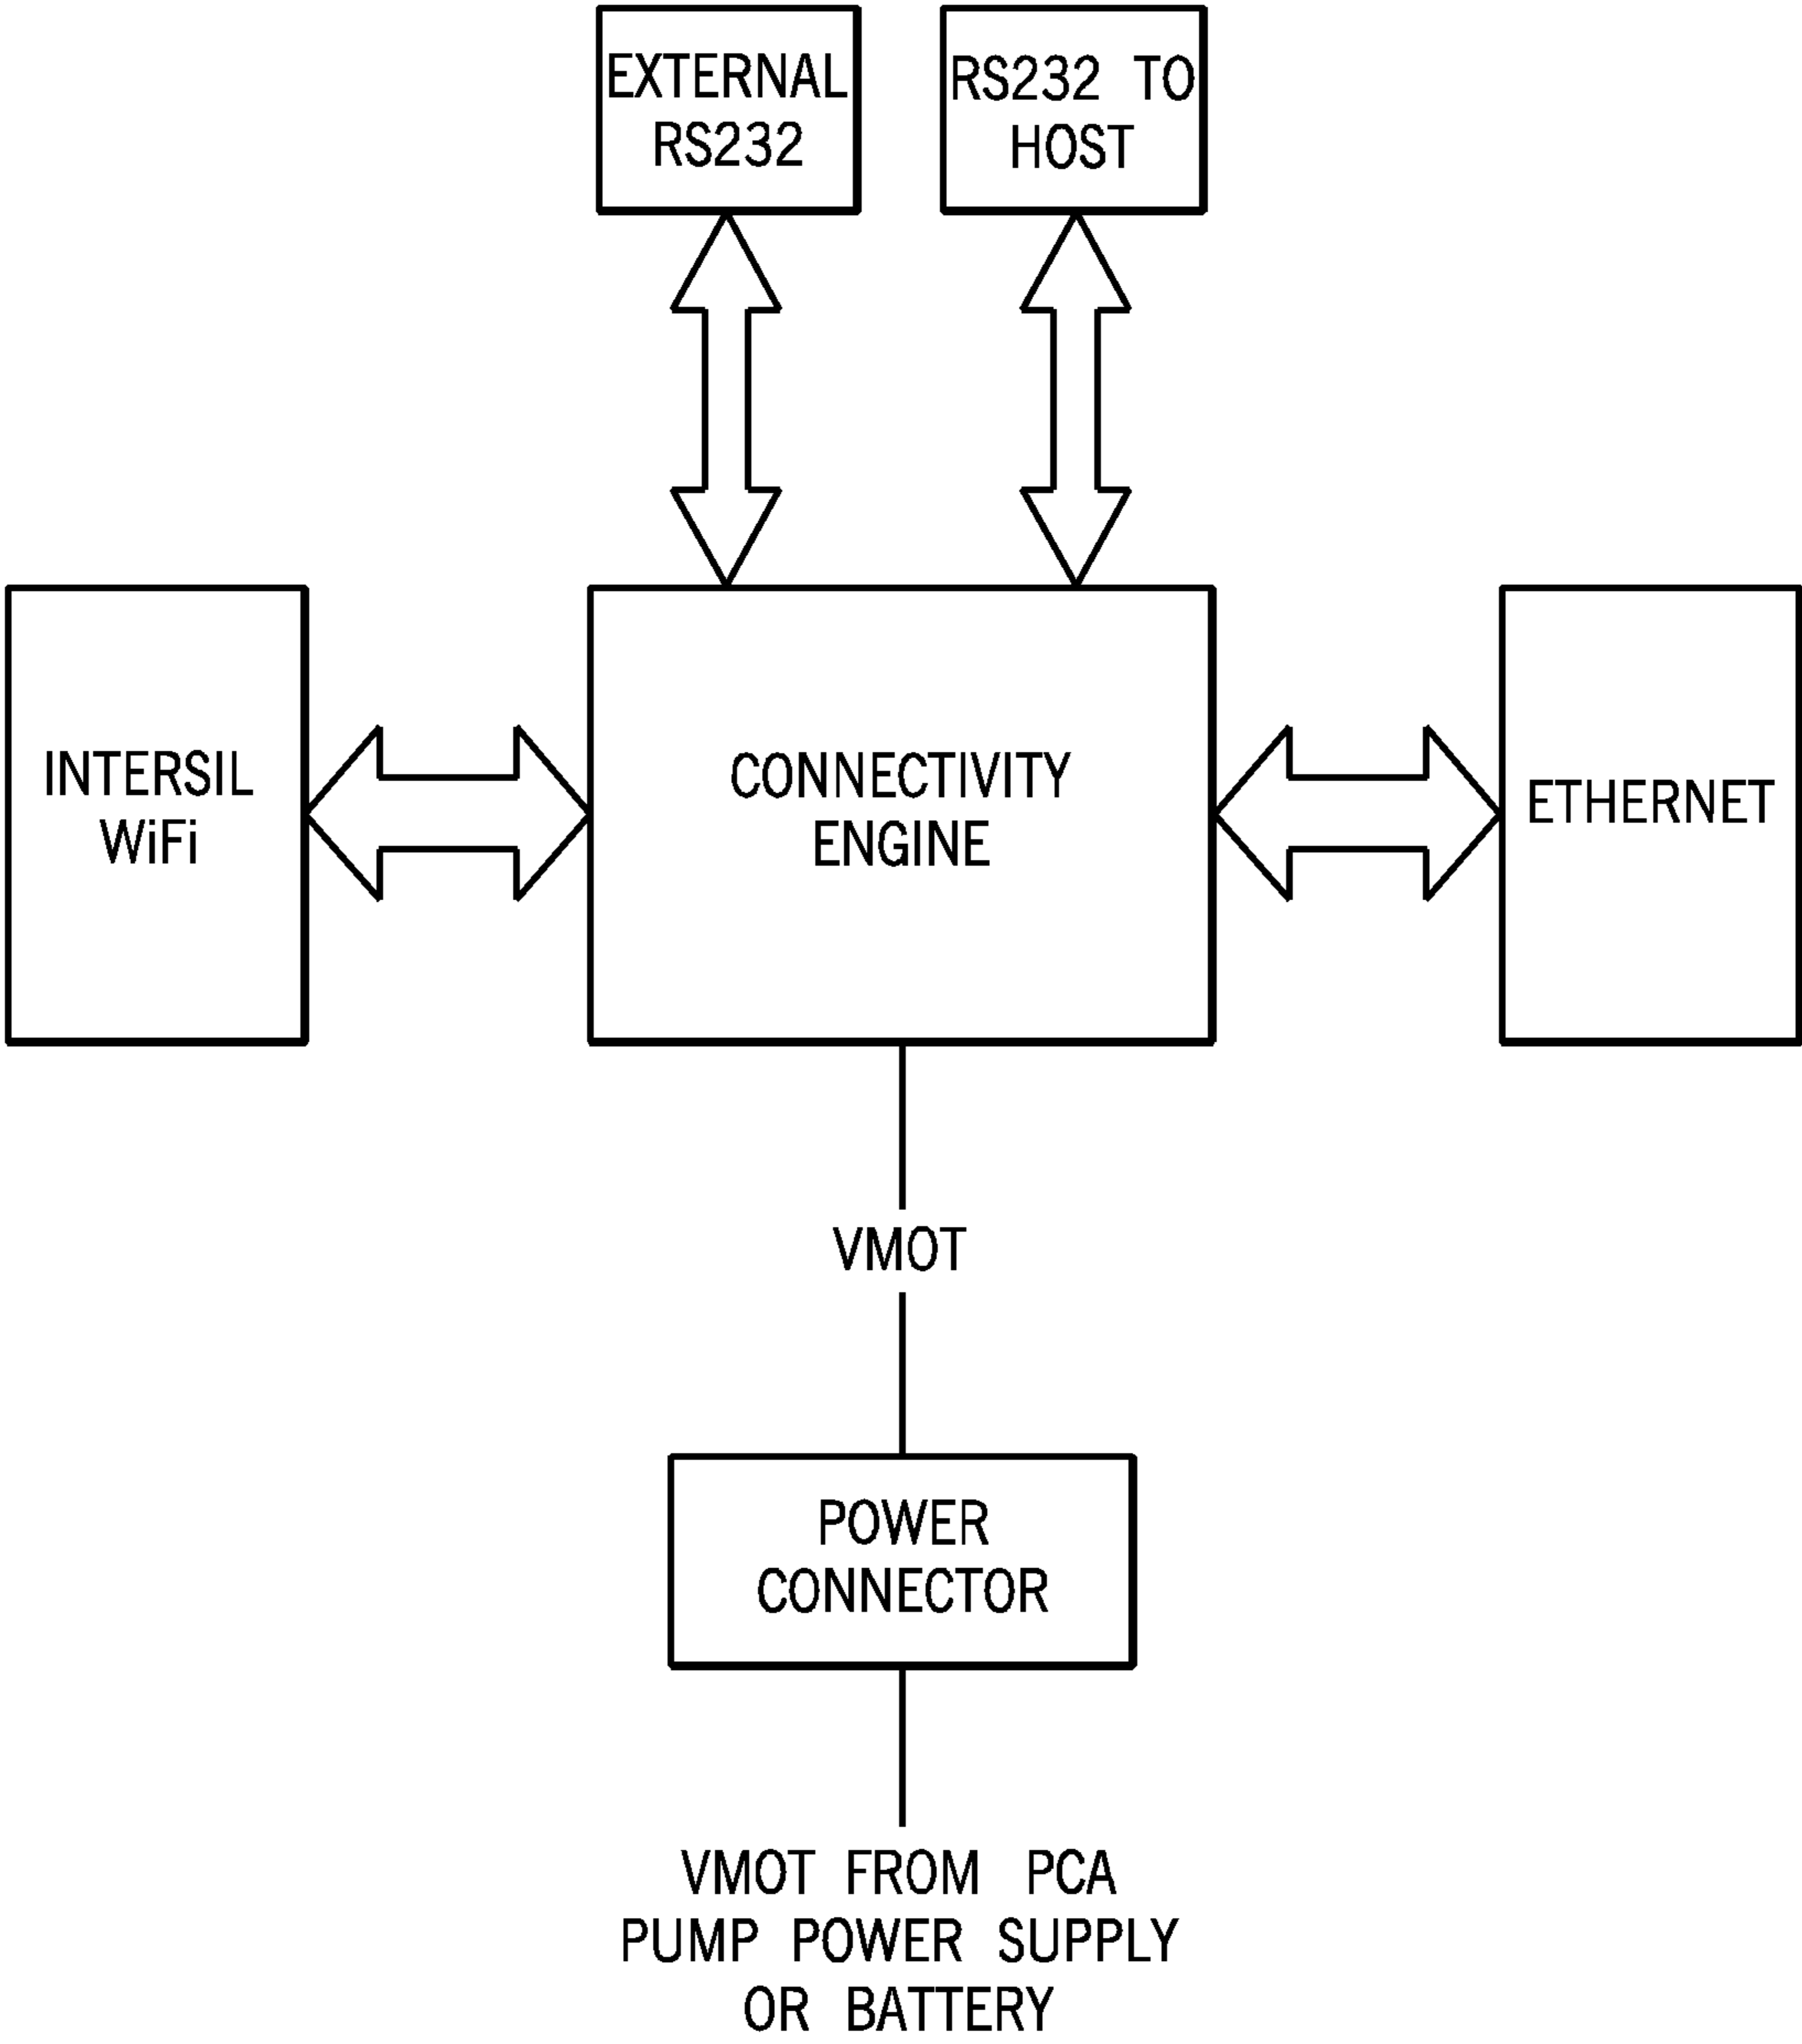 EXTERNAL
RS232
RS232 TO
HOST
INTERSIL
WiFi
CONNECTIVITY
ENGINE
ETHERNET
VMOT
POWER
CONNECTOR
VMOT FROM PCA
PUMP POWER SUPPLY
OR BATTERY